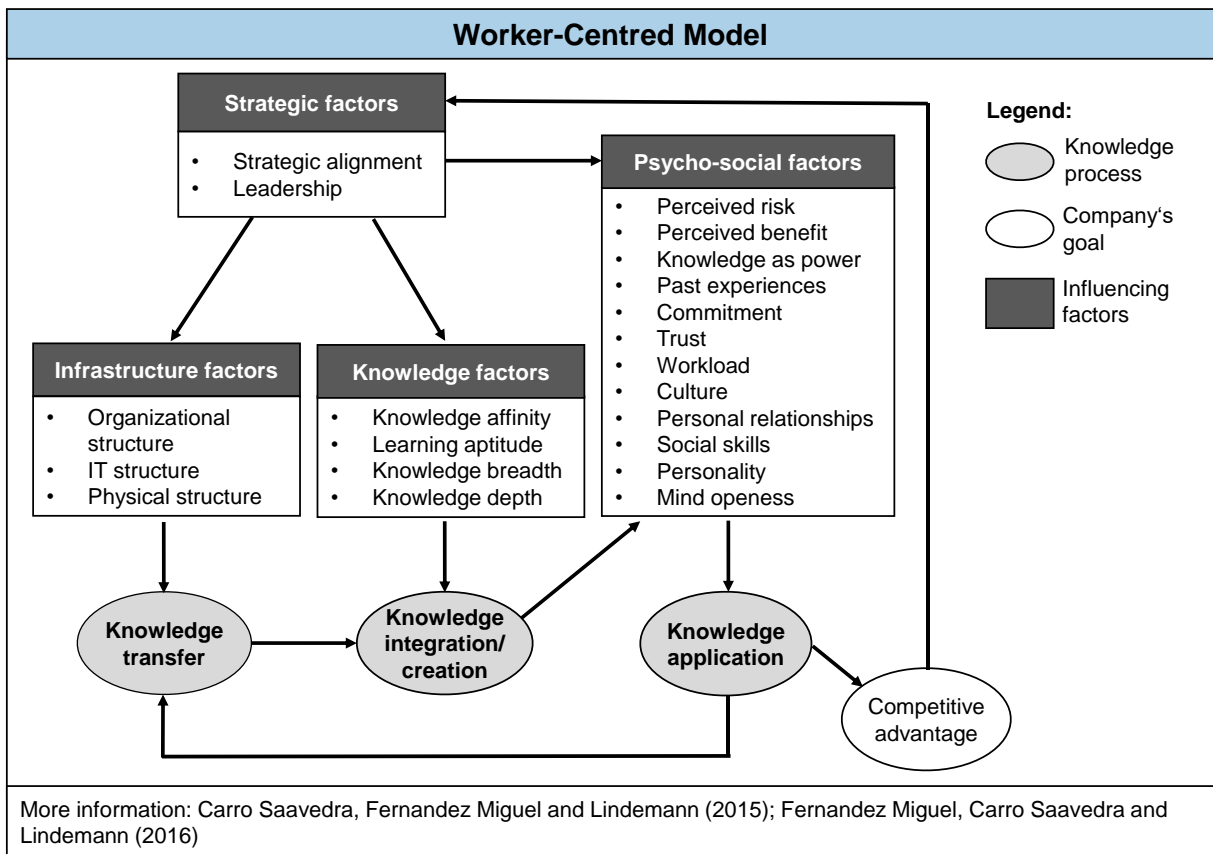 Worker-Centred Model
Strategic factors
• Strategic alignment
• Leadership
Psycho-social factors
• Perceived risk
• Perceived benefit
• Knowledge as power
• Past experiences
• Commitment
• Trust
• Workload
• Culture
• Personal relationships
• Social skills
• Personality
• Mind openess
Legend:
Knowledge
process
Company‘s
goal
Influencing
factors
Infrastructure factors
• Organizational
structure
• IT structure
• Physical structure
Knowledge factors
• Knowledge affinity
• Learning aptitude
• Knowledge breadth
• Knowledge depth
Knowledge
transfer
Knowledge
integration/
creation
Knowledge
application
Competitive
advantage
More information: Carro Saavedra, Fernandez Miguel and Lindemann (2015); Fernandez Miguel, Carro Saavedra and
Lindemann (2016)